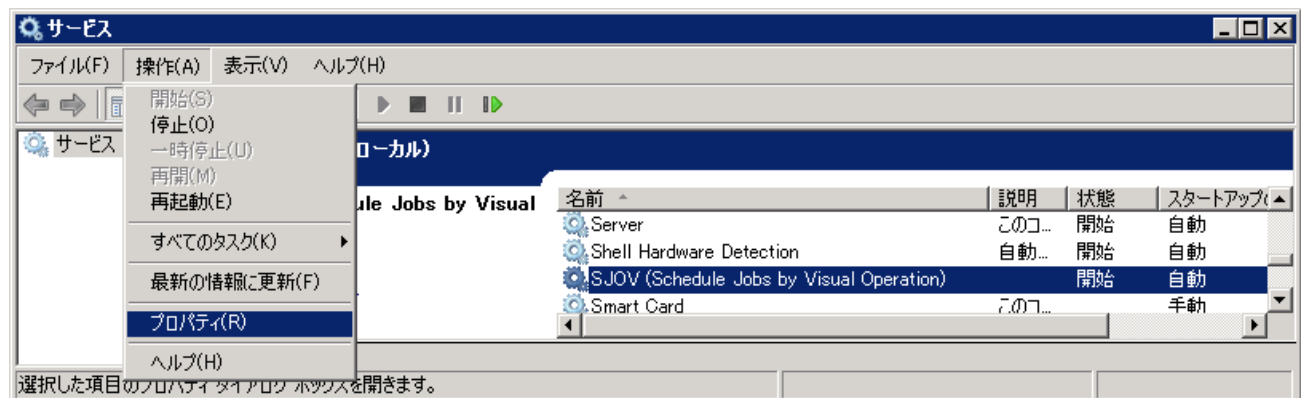 サービス
ファイル(F) 操作(A) 表示(V) ヘルプ(H)
開始(S)
停止(O)
一時停止(U)
再開(M)
再起動(E)
すべてのタスク(K)
最新の情報に更新(F)
プロパティ(R)
ヘルプ(H)
サービス
ローカル)
ule Jobs by Visual
名前 説明 状態 スタートアップの
Server このコ... 開始 自動
Shell Hardware Detection 自動... 開始 自動
SJOV (Schedule Jobs by Visual Operation) 開始 自動
Smart Card このコ... 手動
選択した項目のプロパティ ダイアログ ボックスを開きます。